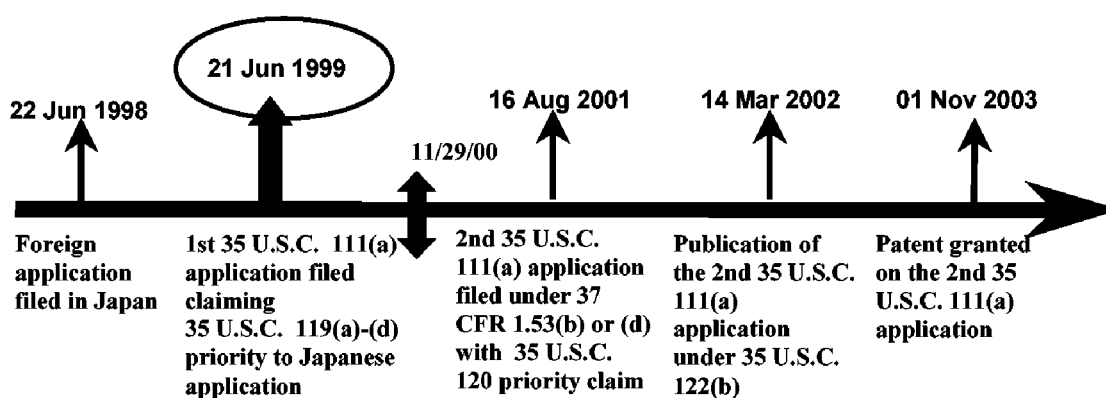 22 Jun 1998
21 Jun 1999
11/29/00
16 Aug 2001
14 Mar 2002
01 Nov 2003
Foreign
application
filed in Japan
1st 35 U.S.C. 111(a)
application filed
claiming
35 U.S.C. 119(a)-(d)
priority to Japanese
application
2nd 35 U.S.C.
111(a) application
filed under 37
CFR 1.53(b) or (d)
with 35 U.S.C.
120 priority claim
Publication of
the 2nd 35 U.S.C.
111(a)
application
under 35 U.S.C.
122(b)
Patent granted
on the 2nd 35
U.S.C. 111(a)
application